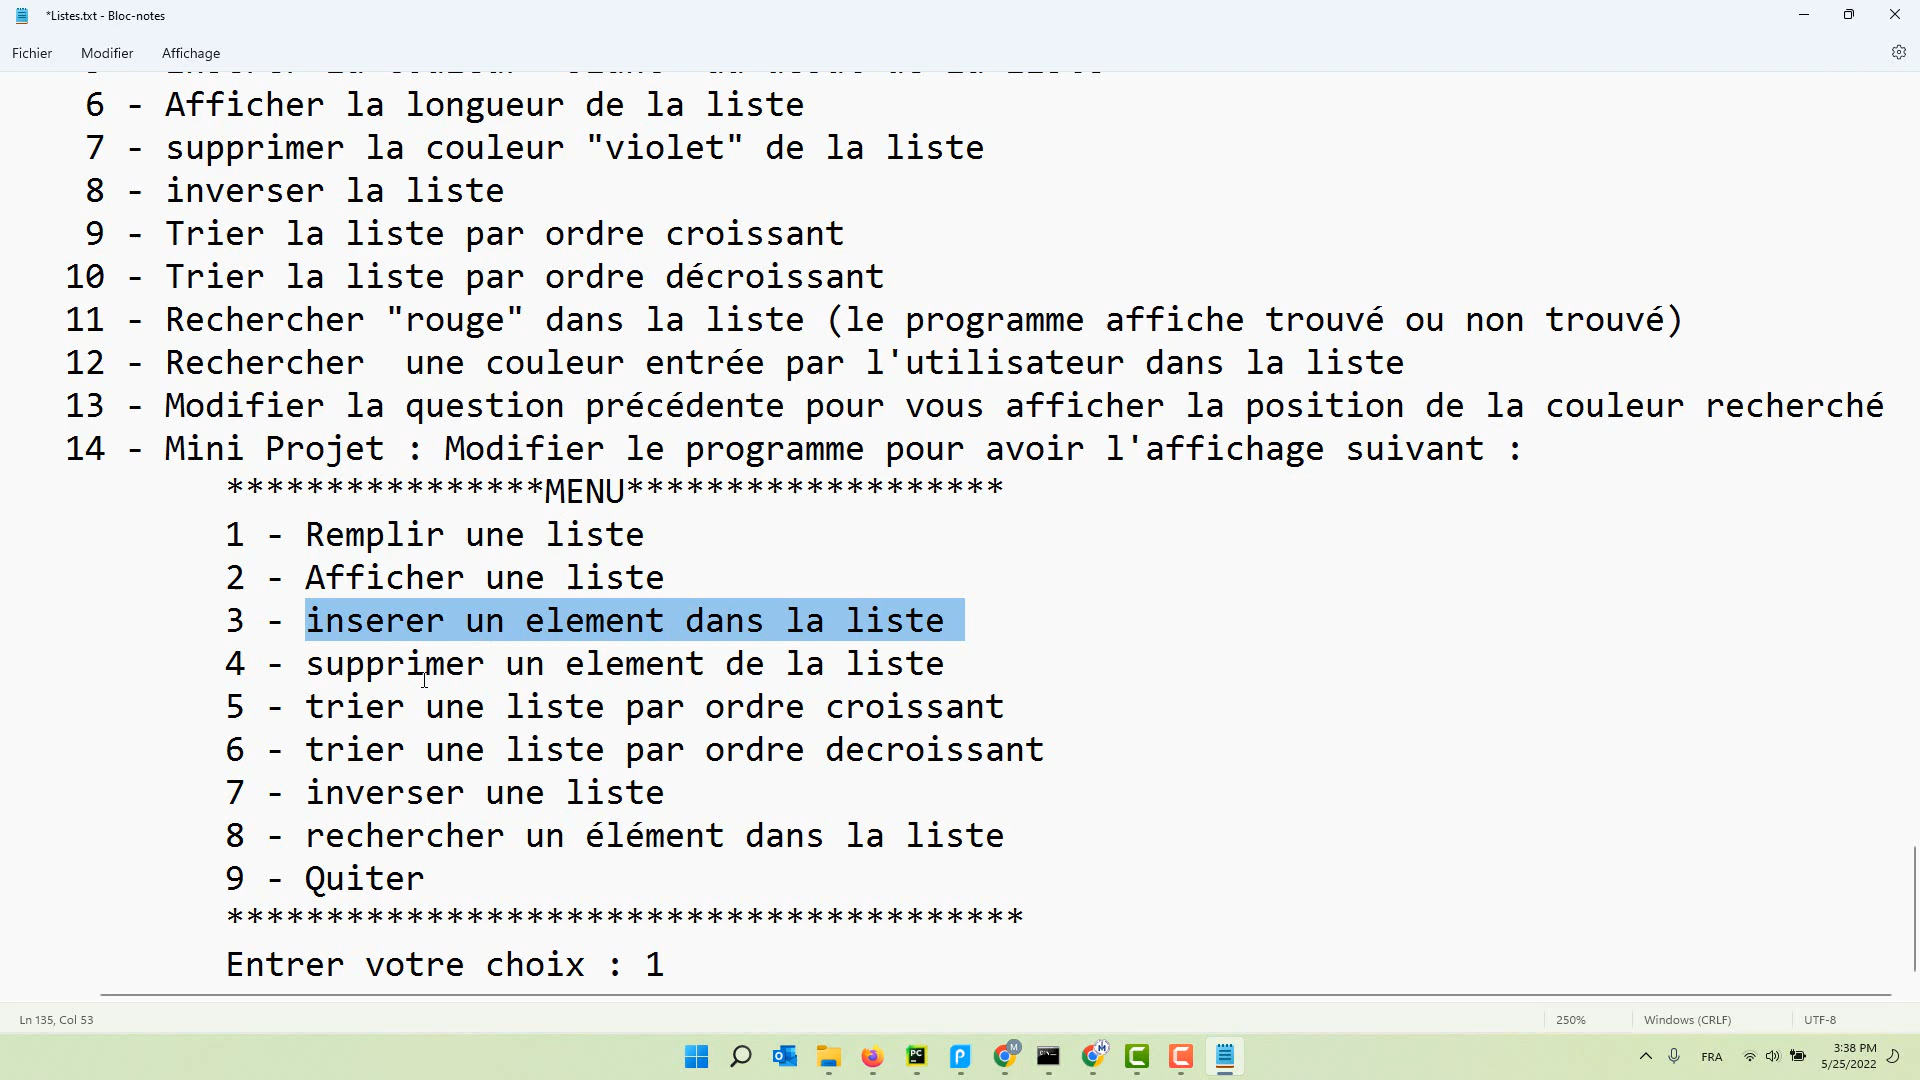 *Listes.txt - Bloc-notes
Fichier Modifier Affichage
6 - Afficher la longueur de la liste
7 - supprimer la couleur "violet" de la liste
8 - inverser la liste
9 - Trier la liste par ordre croissant
10 - Trier la liste par ordre décroissant
11 - Rechercher "rouge" dans la liste (le programme affiche trouvé ou non trouvé)
12 - Rechercher  une couleur entrée par l'utilisateur dans la liste
13 - Modifier la question précédente pour vous afficher la position de la couleur recherché
14 - Mini Projet : Modifier le programme pour avoir l'affichage suivant :
****************MENU*******************
1 - Remplir une liste
2 - Afficher une liste
3 - inserer un element dans la liste
4 - supprimer un element de la liste
5 - trier une liste par ordre croissant
6 - trier une liste par ordre decroissant
7 - inverser une liste
8 - rechercher un élément dans la liste
9 - Quiter
****************************************
Entrer votre choix : 1
Ln 135, Col 53 250% Windows (CRLF) UTF-8
FRA 3:38 PM
5/25/2022